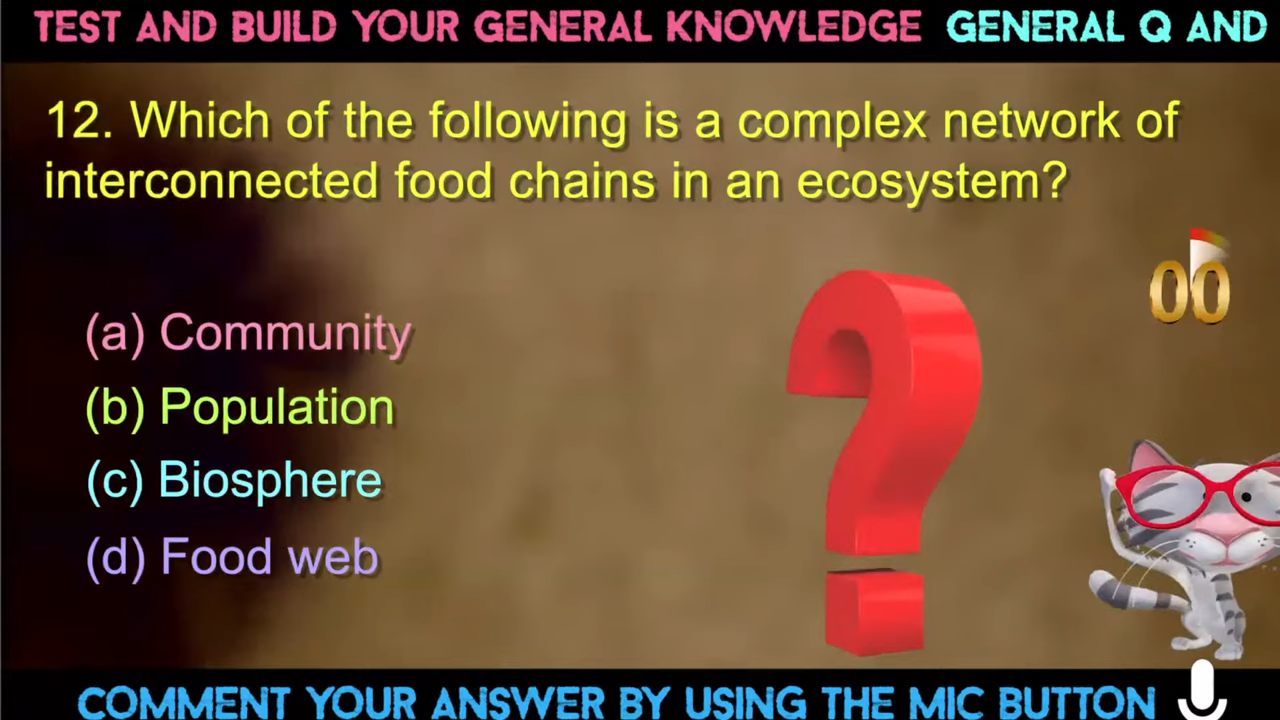 TEST AND BUILD YOUR GENERAL KNOWLEDGE GENERAL Q AND
12. Which of the following is a complex network of
interconnected food chains in an ecosystem?
00
(a) Community
(b) Population
(c) Biosphere
(d) Food web
COMMENT YOUR ANSWER BY USING THE MIC BUTTON